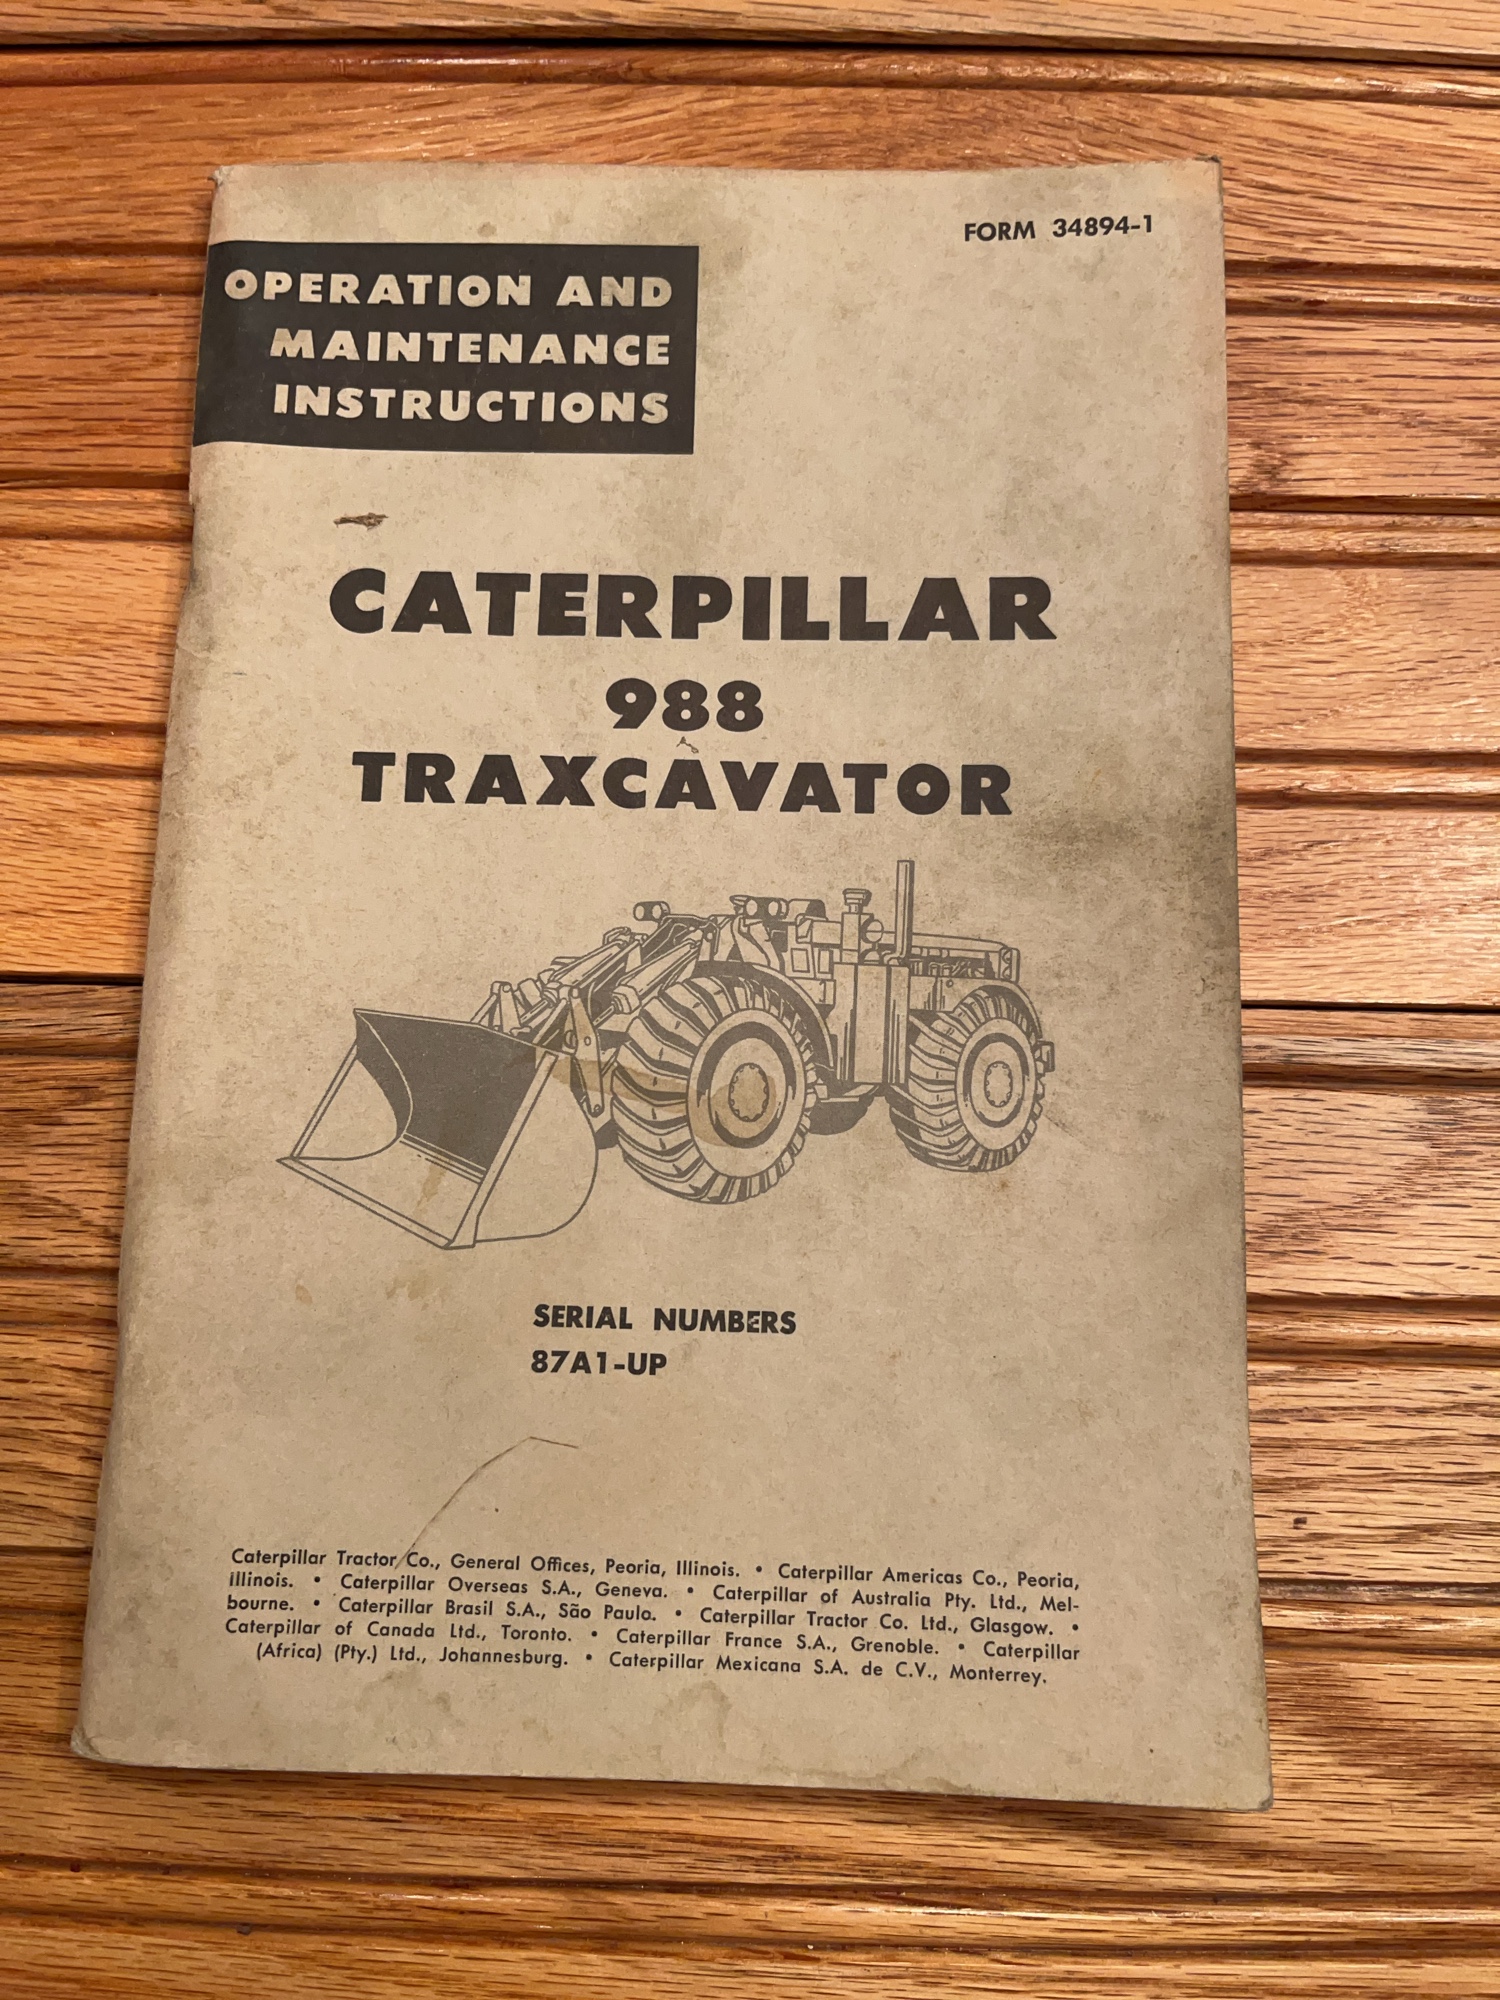 FORM 34894-1
OPERATION AND
MAINTENANCE
INSTRUCTIONS
CATERPILLAR
988
TRAXCAVATOR
SERIAL NUMBERS
87A1-UP
Caterpillar Tractor Co., General Offices, Peoria, Illinois. • Caterpillar Americas Co., Peoria,
Illinois. • Caterpillar Overseas S.A., Geneva. • Caterpillar of Australia Pty. Ltd., Mel-
bourne. • Caterpillar Brasil S.A., São Paulo. • Caterpillar Tractor Co. Ltd., Glasgow. •
Caterpillar of Canada Ltd., Toronto. • Caterpillar France S.A., Grenoble. • Caterpillar
(Africa) (Pty.) Ltd., Johannesburg. • Caterpillar Mexicana S.A. de C.V., Monterrey.